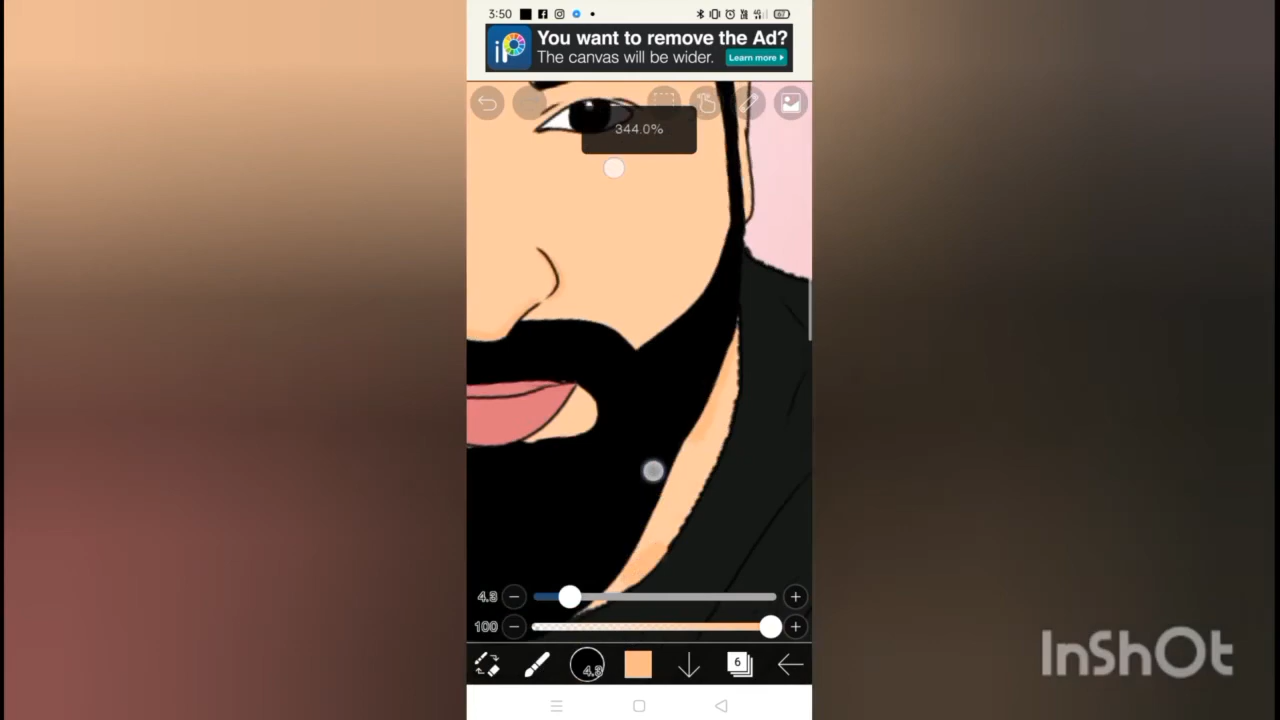 3:50
iP
You want to remove the Ad?
The canvas will be wider.
Learn more
344.0%
4.3
100
4.3
6
InShOt